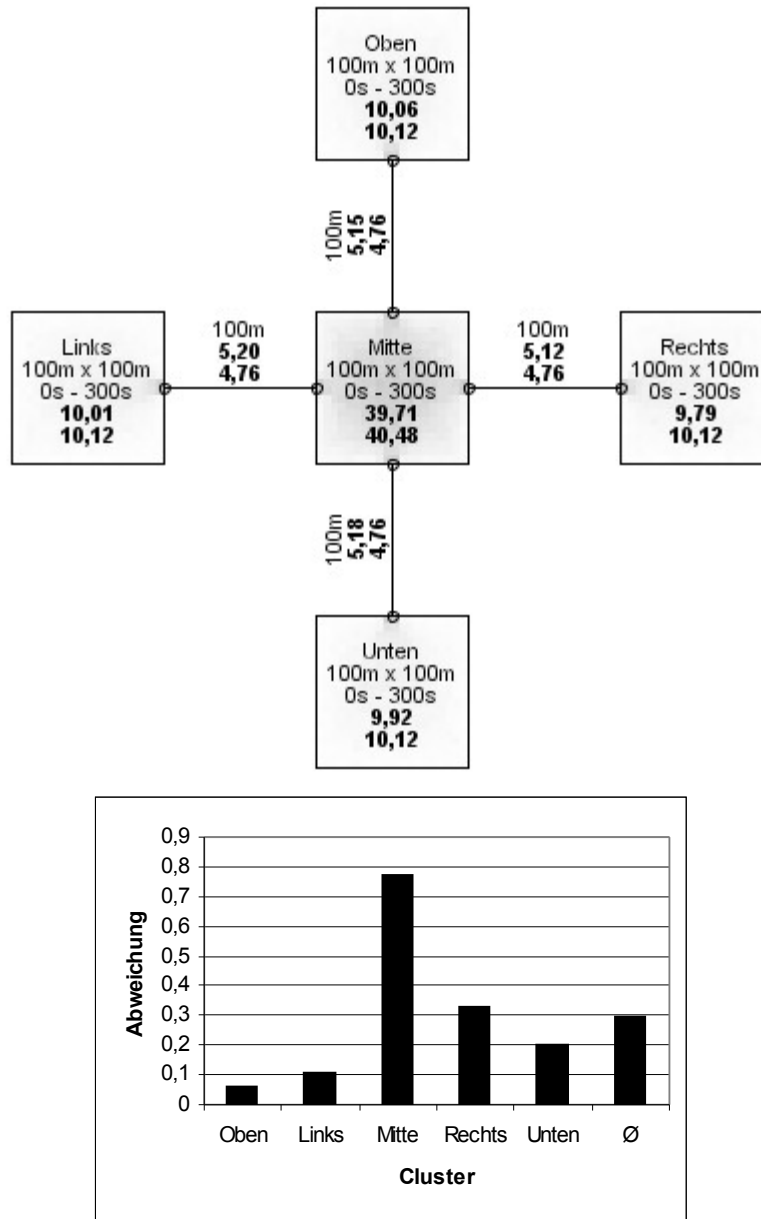 Oben
100m x 100m
0s - 300s
10,06
10,12
100m
5,15
4,76
Links
100m x 100m
0s - 300s
10,01
10,12
100m
5,20
4,76
Mitte
100m x 100m
0s - 300s
39,71
40,48
100m
5,12
4,76
Rechts
100m x 100m
0s - 300s
9,79
10,12
100m
5,18
4,76
Unten
100m x 100m
0s - 300s
9,92
10,12
Abweichung
0,9
0,8
0,7
0,6
0,5
0,4
0,3
0,2
0,1
0
Oben Links Mitte Rechts Unten Ø
Cluster